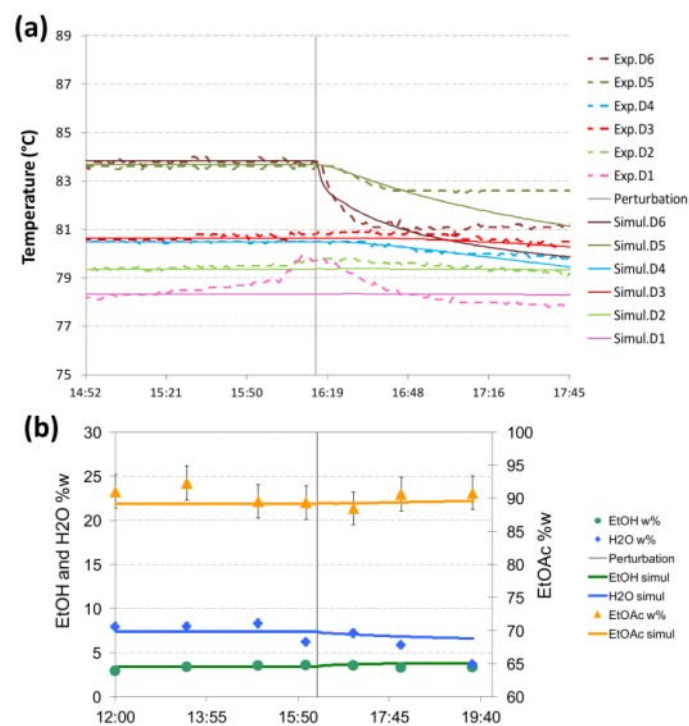 (a)
89
87
85
83
81
79
77
75
Temperature (°C)
14:52
15:21
15:50
16:19
16:48
17:16
17:45
Exp.D6
Exp.D5
Exp.D4
Exp.D3
Exp.D2
Exp.D1
Perturbation
Simul.D6
Simul.D5
Simul.D4
Simul.D3
Simul.D2
Simul.D1
(b)
30
25
20
15
10
5
0
EtOH and H2O %w
100
95
90
85
80
75
70
65
60
EtOAc %w
12:00
13:55
15:50
17:45
19:40
EtOH w%
H2O w%
Perturbation
EtOH simul
H2O simul
EtOAc w%
EtOAc simul